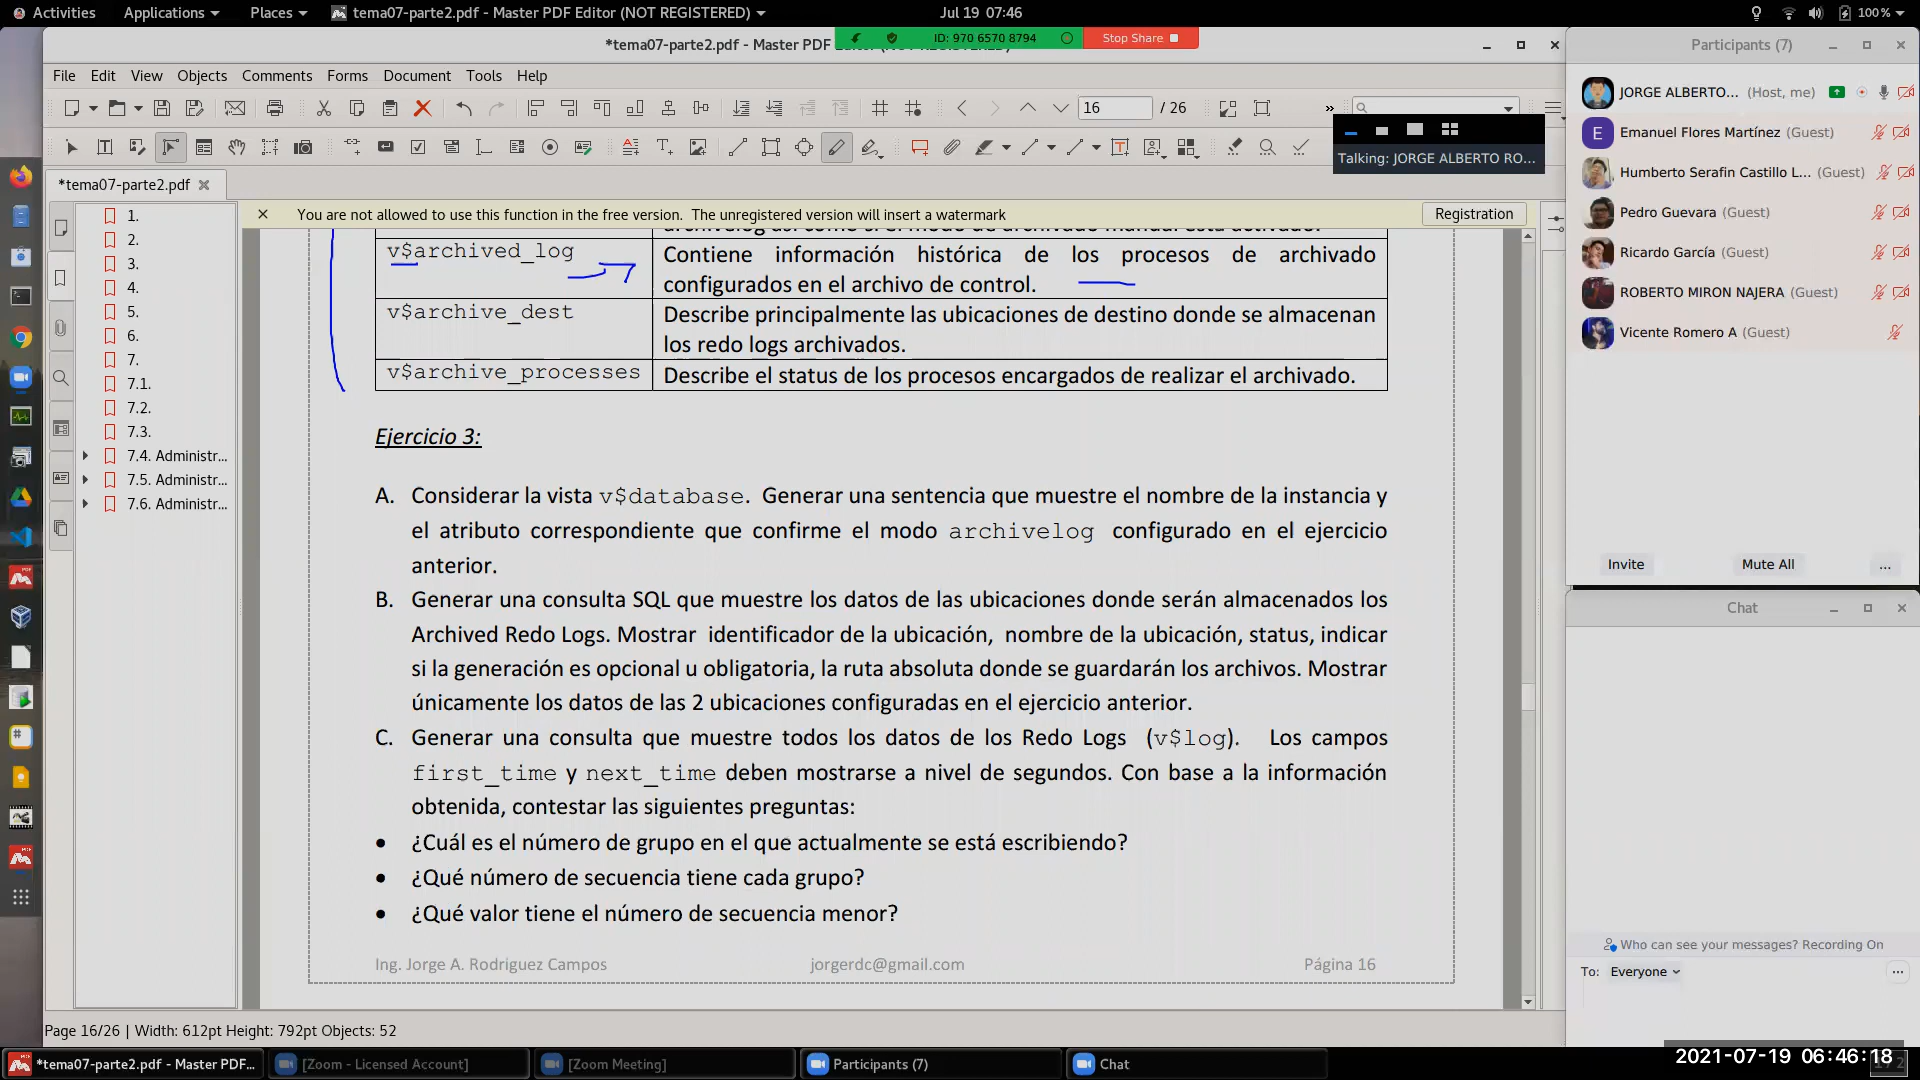 Activities Applications Places tema07-parte2.pdf - Master PDF Editor (NOT REGISTERED) Jul 19 07:46 100%
*tema07-parte2.pdf - Master PDF
ID: 970 6570 8794 Stop Share
File Edit View Objects Comments Forms Document Tools Help
16 / 26
Talking: JORGE ALBERTO RO...
*tema07-parte2.pdf
You are not allowed to use this function in the free version. The unregistered version will insert a watermark Registration
1.
2.
3.
4.
5.
6.
7.
7.1.
7.2.
7.3.
7.4. Administr...
7.5. Administr...
7.6. Administr...
v$archived_log
Contiene información histórica de los procesos de archivado
configurados en el archivo de control.
v$archive_dest
Describe principalmente las ubicaciones de destino donde se almacenan
los redo logs archivados.
v$archive_processes
Describe el status de los procesos encargados de realizar el archivado.
Ejercicio 3:
A. Considerar la vista v$database. Generar una sentencia que muestre el nombre de la instancia y
el atributo correspondiente que confirme el modo archivelog configurado en el ejercicio
anterior.
B. Generar una consulta SQL que muestre los datos de las ubicaciones donde serán almacenados los
Archived Redo Logs. Mostrar identificador de la ubicación, nombre de la ubicación, status, indicar
si la generación es opcional u obligatoria, la ruta absoluta donde se guardarán los archivos. Mostrar
únicamente los datos de las 2 ubicaciones configuradas en el ejercicio anterior.
C. Generar una consulta que muestre todos los datos de los Redo Logs (v$log). Los campos
first_time y next_time deben mostrarse a nivel de segundos. Con base a la información
obtenida, contestar las siguientes preguntas:
• ¿Cuál es el número de grupo en el que actualmente se está escribiendo?
• ¿Qué número de secuencia tiene cada grupo?
• ¿Qué valor tiene el número de secuencia menor?
Ing. Jorge A. Rodriguez Campos jorgerdc@gmail.com Página 16
Page 16/26 | Width: 612pt Height: 792pt Objects: 52
Participants (7)
JORGE ALBERTO... (Host, me)
E Emanuel Flores Martínez (Guest)
Humberto Serafin Castillo L... (Guest)
Pedro Guevara (Guest)
Ricardo García (Guest)
ROBERTO MIRON NAJERA (Guest)
Vicente Romero A (Guest)
Invite Mute All ...
Chat
Who can see your messages? Recording On
To: Everyone
*tema07-parte2.pdf - Master PDF... [Zoom - Licensed Account] [Zoom Meeting] Participants (7) Chat
2021-07-19 06:46:18